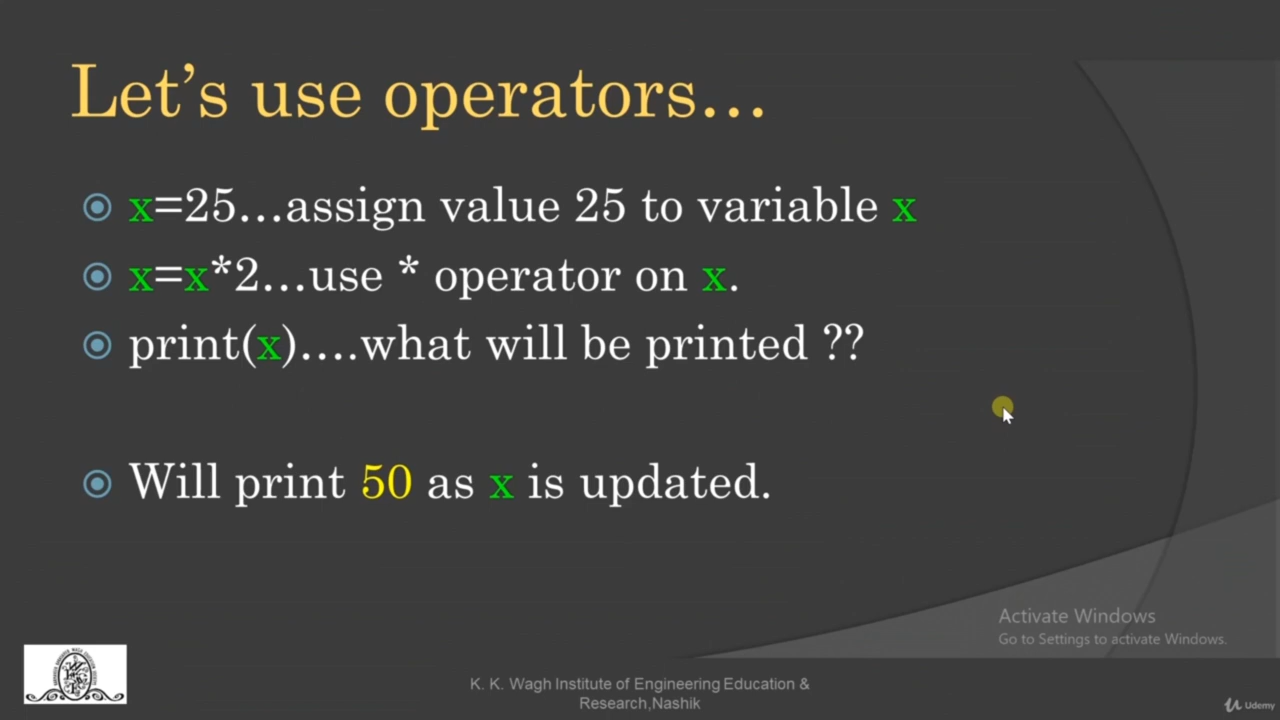 Let's use operators...
x=25...assign value 25 to variable x
x=x*2...use * operator on x.
print(x)....what will be printed ??
Will print 50 as x is updated.
Activate Windows
Go to Settings to activate Windows.
K. K. Wagh Institute of Engineering Education &
Research,Nashik
Udemy